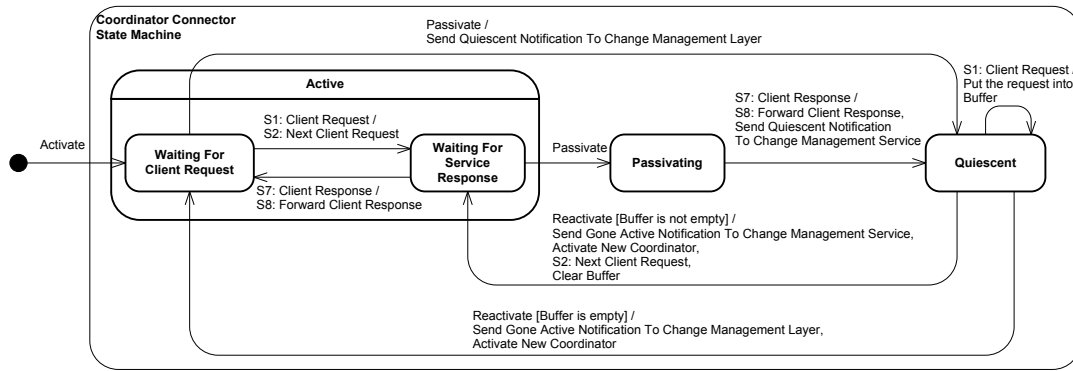 Coordinator Connector
State Machine
Passivate /
Send Quiescent Notification To Change Management Layer
S1: Client Request /
Put the request into
Buffer
Active
S7: Client Response /
S8: Forward Client Response,
Send Quiescent Notification
To Change Management Service
S1: Client Request /
S2: Next Client Request
Activate
Waiting For
Client Request
Waiting For
Service
Response
Passivate
Passivating
Quiescent
S7: Client Response /
S8: Forward Client Response
Reactivate [Buffer is not empty] /
Send Gone Active Notification To Change Management Service,
Activate New Coordinator,
S2: Next Client Request,
Clear Buffer
Reactivate [Buffer is empty] /
Send Gone Active Notification To Change Management Layer,
Activate New Coordinator